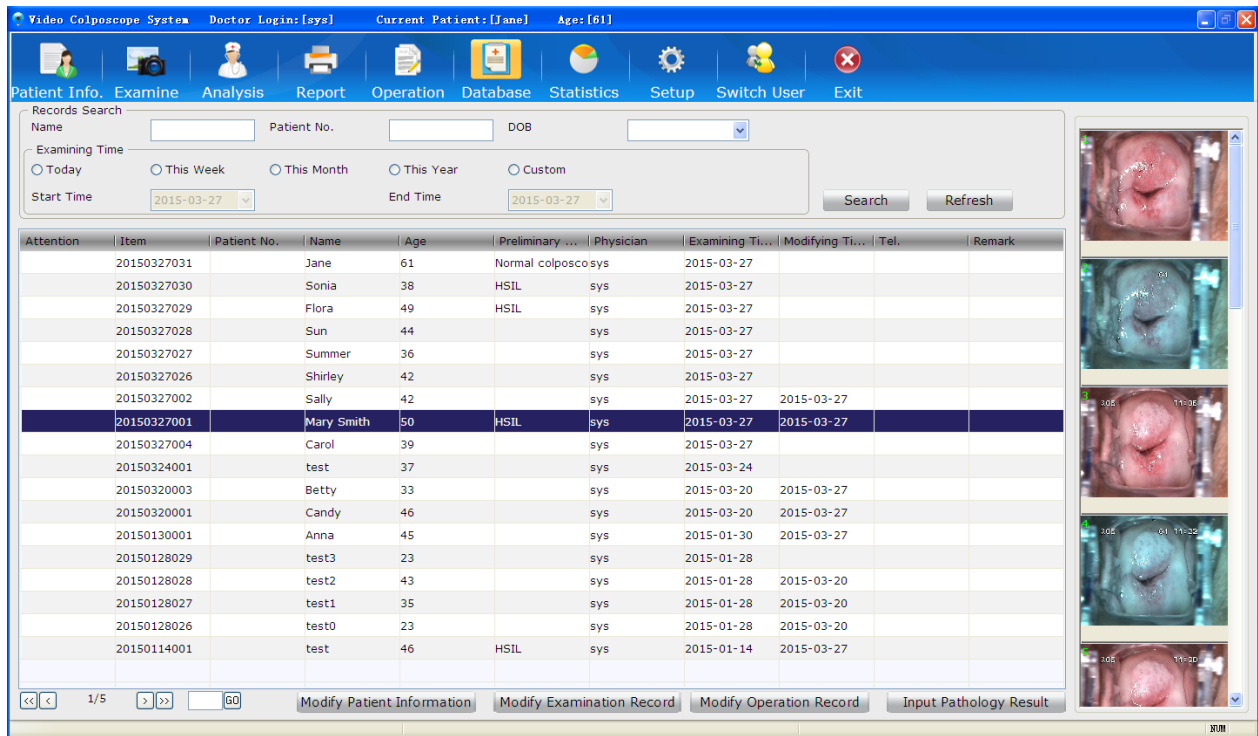 Video Colposcope System Doctor Login:[sys] Current Patient:[Jane] Age:[61]
Patient Info. Examine Analysis Report Operation Database Statistics Setup Switch User Exit
Records Search
Name Patient No. DOB
Examining Time
Today This Week This Month This Year Custom
Start Time 2015-03-27 End Time 2015-03-27 Search Refresh
Attention Item Patient No. Name Age Preliminary ... Physician Examining Ti... Modifying Ti... Tel. Remark
20150327031 Jane 61 Normal colposco sys 2015-03-27
20150327030 Sonia 38 HSIL sys 2015-03-27
20150327029 Flora 49 HSIL sys 2015-03-27
20150327028 Sun 44 sys 2015-03-27
20150327027 Summer 36 sys 2015-03-27
20150327026 Shirley 42 sys 2015-03-27
20150327002 Sally 42 sys 2015-03-27 2015-03-27
20150327001 Mary Smith 50 HSIL sys 2015-03-27 2015-03-27
20150327004 Carol 39 sys 2015-03-27
20150324001 test 37 sys 2015-03-24
20150320003 Betty 33 sys 2015-03-20 2015-03-27
20150320001 Candy 46 sys 2015-03-20 2015-03-27
20150130001 Anna 45 sys 2015-01-30 2015-03-27
20150128029 test3 23 sys 2015-01-28
20150128028 test2 43 sys 2015-01-28 2015-03-20
20150128027 test1 35 sys 2015-01-28 2015-03-20
20150128026 test0 23 sys 2015-01-28 2015-03-20
20150114001 test 46 HSIL sys 2015-01-14 2015-03-27
<< < 1/5 > >> GO Modify Patient Information Modify Examination Record Modify Operation Record Input Pathology Result
NUM
1
2
3
4
5